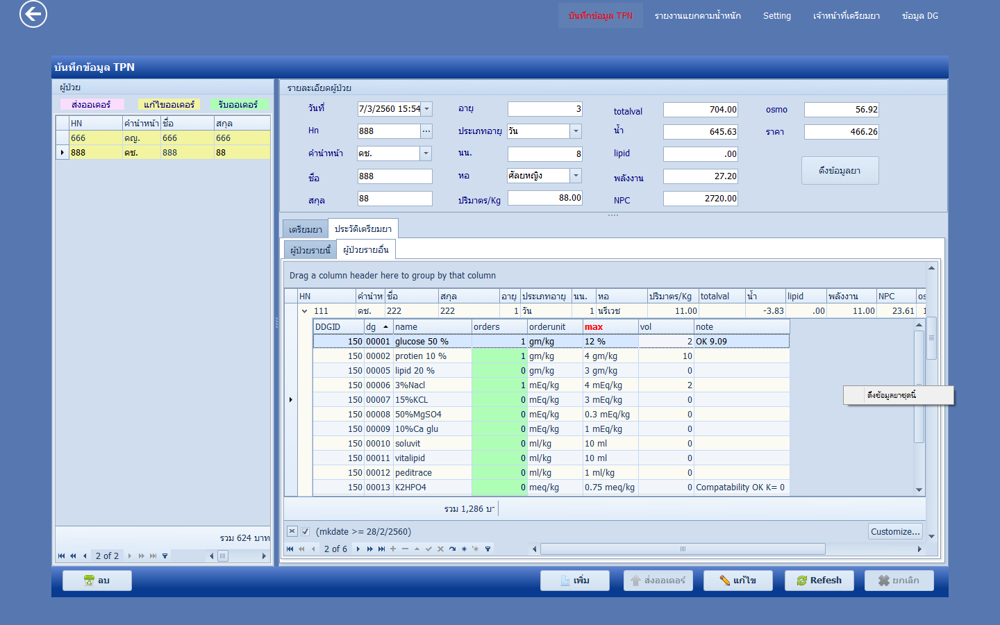 บันทึกข้อมูล TPN รายงานแยกตามน้ำหนัก Setting เจ้าหน้าที่เตรียมยา ข้อมูล DG
บันทึกข้อมูล TPN
ผู้ป่วย
ส่งออเดอร์ แก้ไขออเดอร์ รับออเดอร์
HN คำนำหน้า ชื่อ สกุล
666 ดญ. 666 666
888 ดช. 888 88
รวม 624 บาท
2 of 2
รายละเอียดผู้ป่วย
วันที่ 7/3/2560 15:54 อายุ 3 totalval 704.00 osmo 56.92
Hn 888 ประเภทอายุ วัน น้ำ 645.63 ราคา 466.26
คำนำหน้า ดช. นน. 8 lipid .00
ชื่อ 888 หอ ศัลยหญิง พลังงาน 27.20 ดึงข้อมูลยา
สกุล 88 ปริมาตร/Kg 88.00 NPC 2720.00
เตรียมยา ประวัติเตรียมยา
ผู้ป่วยรายนี้ ผู้ป่วยรายอื่น
Drag a column header here to group by that column
HN คำนำห ชื่อ สกุล อายุ ประเภทอายุ นน. หอ ปริมาตร/Kg totalval น้ำ lipid พลังงาน NPC os
111 ดช. 222 222 1 วัน 1 นรีเวช 11.00 -3.83 .00 11.00 23.61 1
DDGID dg name orders orderunit max vol note
150 00001 glucose 50 % 1 gm/kg 12 % 2 OK 9.09
150 00002 protien 10 % 1 gm/kg 4 gm/kg 10
150 00005 lipid 20 % 0 gm/kg 3 gm/kg 0
150 00006 3%Nacl 1 mEq/kg 4 mEq/kg 2
150 00007 15%KCL 0 mEq/kg 3 mEq/kg 0
150 00008 50%MgSO4 0 mEq/kg 0.3 mEq/kg 0
150 00009 10%Ca glu 0 mEq/kg 1 mEq/kg 0
150 00010 soluvit 0 ml/kg 10 ml 0
150 00011 vitalipid 0 ml/kg 10 ml 0
150 00012 peditrace 0 ml/kg 1 ml/kg 0
150 00013 K2HPO4 0 meq/kg 0.75 meq/kg 0 Compatability OK K= 0
ดึงข้อมูลยาชุดนี้
รวม 1,286 บ
(mkdate >= 28/2/2560) Customize...
2 of 6
ลบ เพิ่ม ส่งออเดอร์ แก้ไข Refesh ยกเลิก